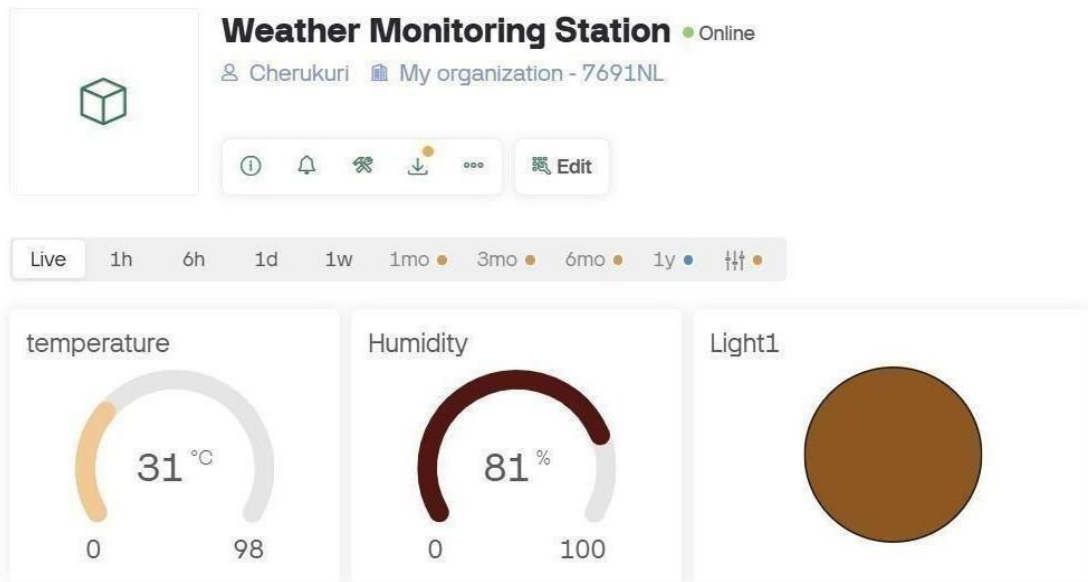 Weather Monitoring Station Online
Cherukuri My organization - 7691NL
Edit
Live 1h 6h 1d 1w 1mo 3mo 6mo 1y
temperature Humidity Light1
31 °C 81 %
0 98 0 100